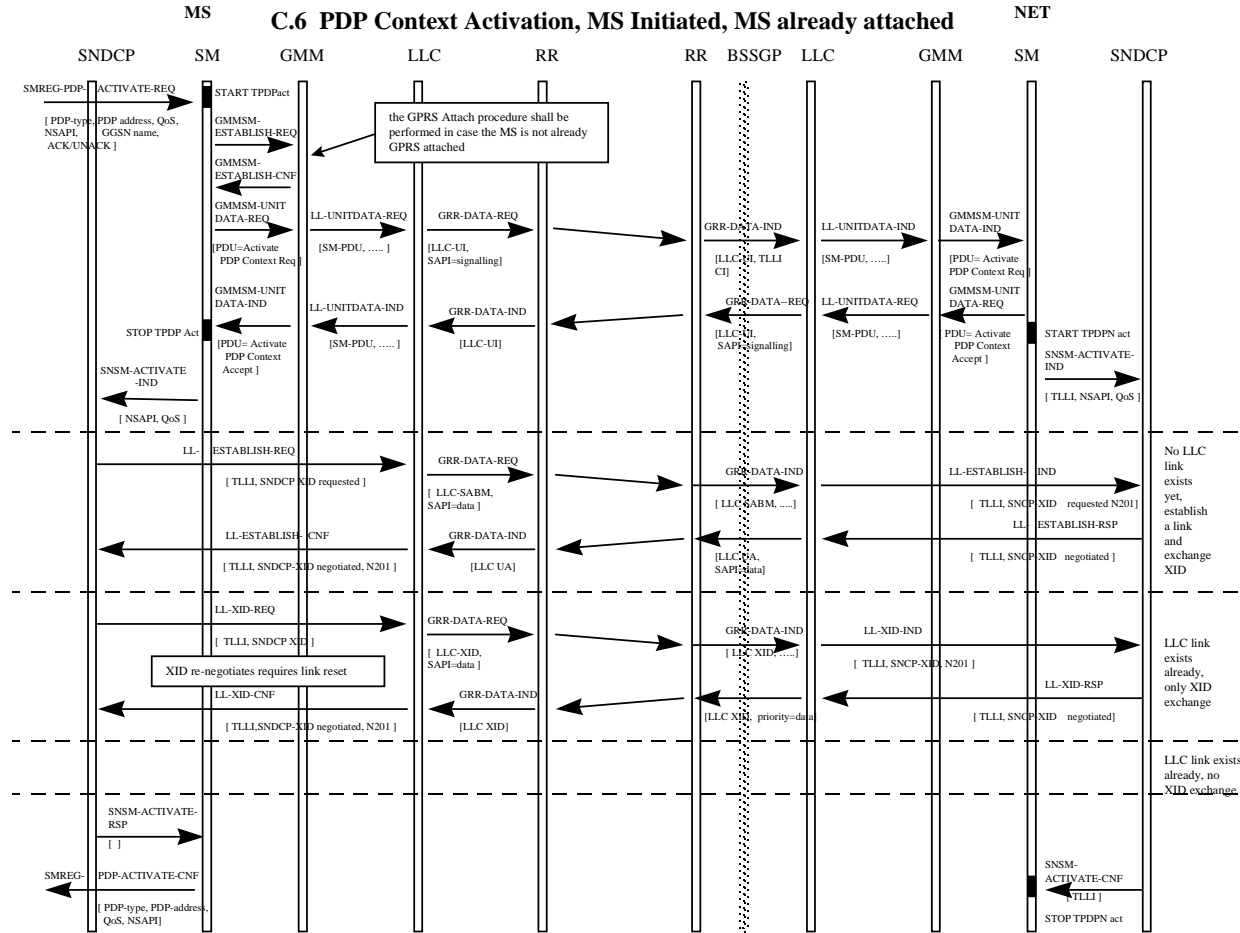 MS
C.6 PDP Context Activation, MS Initiated, MS already attached
NET
SNDCP
SM
GMM
LLC
RR
RR
BSSGP
LLC
GMM
SM
SNDCP
SMREG-PDP- ACTIVATE-REQ
START TPDPact
[ PDP-type, PDP address, QoS,
NSAPI, GGSN name,
ACK/UNACK ]
GMMSM-
ESTABLISH-REQ
the GPRS Attach procedure shall be
performed in case the MS is not already
GPRS attached
GMMSM-
ESTABLISH-CNF
GMMSM-UNIT
DATA-REQ
[PDU=Activate
PDP Context Req ]
LL-UNITDATA-REQ
[SM-PDU, ….. ]
GRR-DATA-REQ
[LLC-UI,
SAPI=signalling]
GRR-DATA-IND
[LLC-UI, TLLI
CI]
LL-UNITDATA-IND
[SM-PDU, …..]
GMMSM-UNIT
DATA-IND
[PDU= Activate
PDP Context Req ]
GMMSM-UNIT
DATA-IND
STOP TPDP Act
[PDU= Activate
PDP Context
Accept ]
LL-UNITDATA-IND
[SM-PDU, ….. ]
GRR-DATA-IND
[LLC-UI]
GRR-DATA--REQ
[LLC-UI,
SAPI=signalling]
LL-UNITDATA-REQ
[SM-PDU, …..]
GMMSM-UNIT
DATA-REQ
[ PDU= Activate
PDP Context
Accept ]
START TPDPN act
SNSM-ACTIVATE-
IND
[ TLLI, NSAPI, QoS ]
SNSM-ACTIVATE
-IND
[ NSAPI, QoS ]
LL- ESTABLISH-REQ
[ TLLI, SNDCP XID requested ]
GRR-DATA-REQ
[ LLC-SABM,
SAPI=data ]
GRR-DATA-IND
[ LLC SABM, .....]
LL-ESTABLISH- IND
[ TLLI, SNCP-XID requested N201]
No LLC
link
exists
yet,
establish
a link
and
exchange
XID
LL-ESTABLISH- CNF
[ TLLI, SNDCP-XID negotiated, N201 ]
GRR-DATA-IND
[LLC UA]
[LLC UA,
SAPI=data]
LL- ESTABLISH-RSP
[ TLLI, SNCP-XID negotiated ]
LL-XID-REQ
[ TLLI, SNDCP XID ]
GRR-DATA-REQ
[ LLC-XID,
SAPI=data ]
GRR-DATA-IND
[ LLC XID, …..]
LL-XID-IND
[ TLLI, SNCP-XID, N201 ]
LLC link
exists
already,
only XID
exchange
XID re-negotiates requires link reset
LL-XID-CNF
[ TLLI,SNDCP-XID negotiated, N201 ]
GRR-DATA-IND
[LLC XID]
[LLC XID, priority=data]
LL-XID-RSP
[ TLLI, SNCP-XID negotiated]
LLC link exists
already, no
XID exchange
SNSM-ACTIVATE-
RSP
[ ]
SMREG- PDP-ACTIVATE-CNF
[ PDP-type, PDP-address,
QoS, NSAPI]
SNSM-
ACTIVATE-CNF
[TLLI ]
STOP TPDPN act